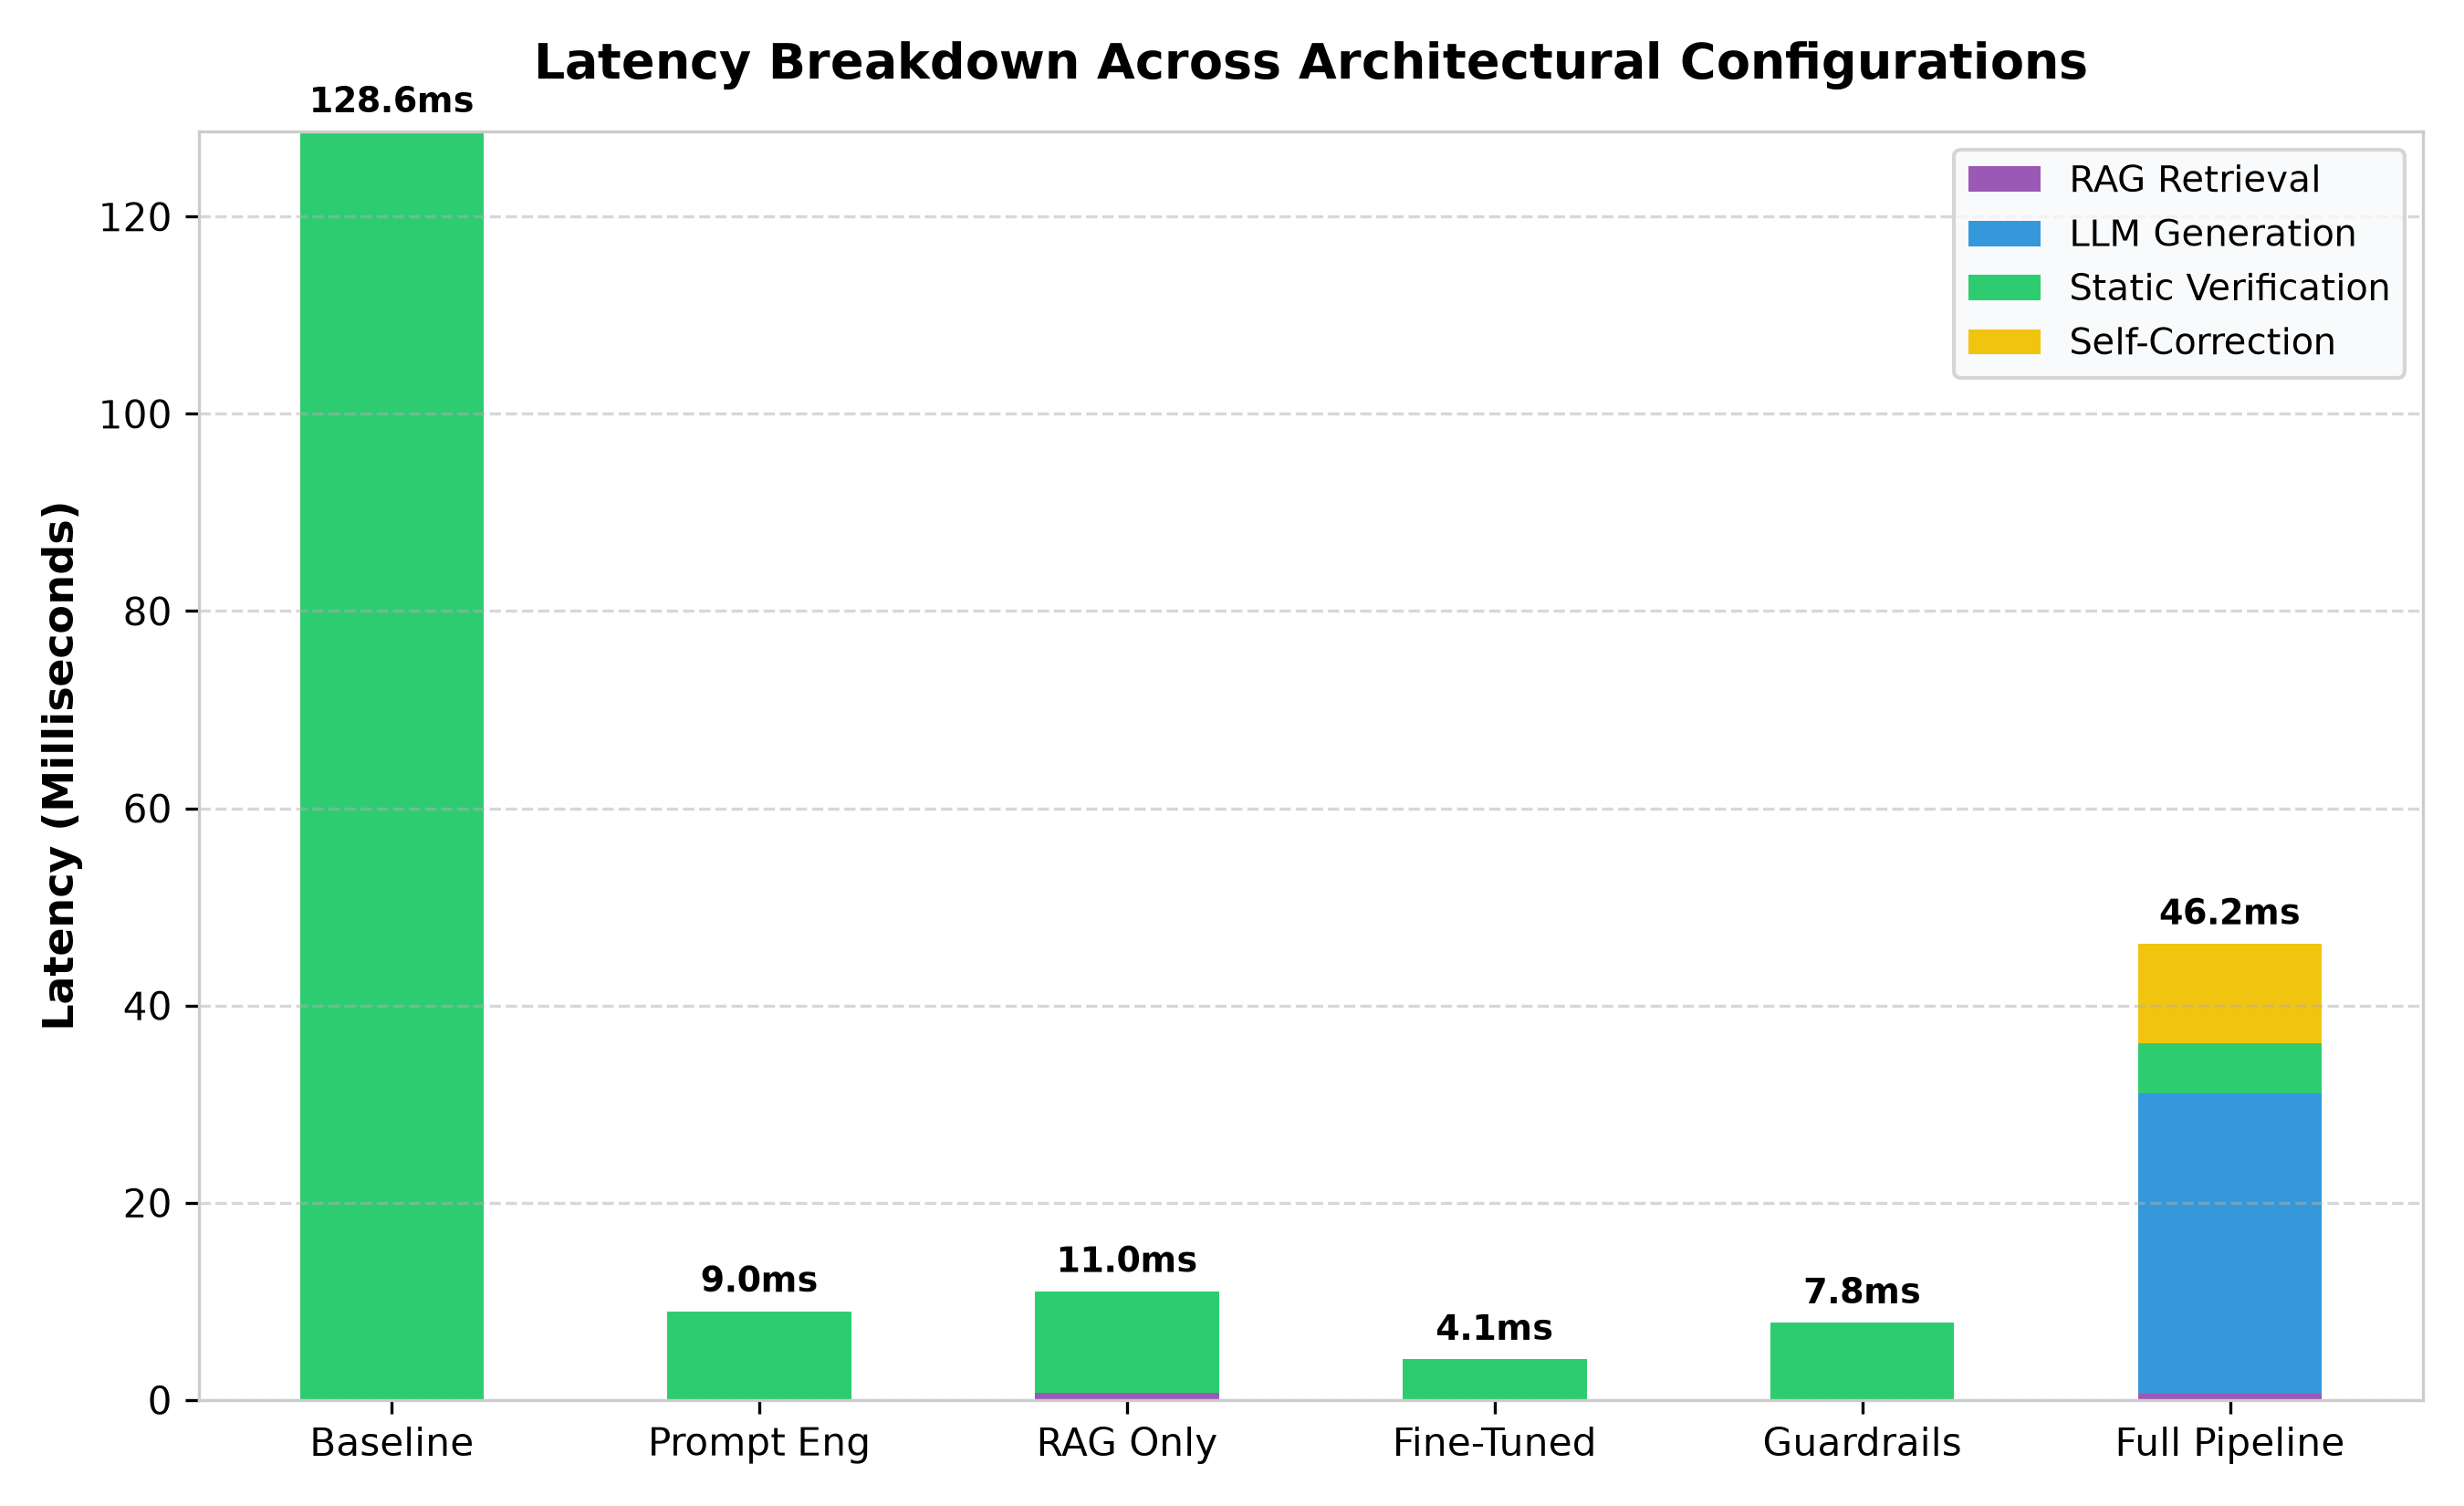 Latency Breakdown Across Architectural Configurations
128.6ms
RAG Retrieval
LLM Generation
Static Verification
Self-Correction
120
100
80
60
40
20
0
Latency (Milliseconds)
9.0ms
11.0ms
4.1ms
7.8ms
46.2ms
Baseline
Prompt Eng
RAG Only
Fine-Tuned
Guardrails
Full Pipeline